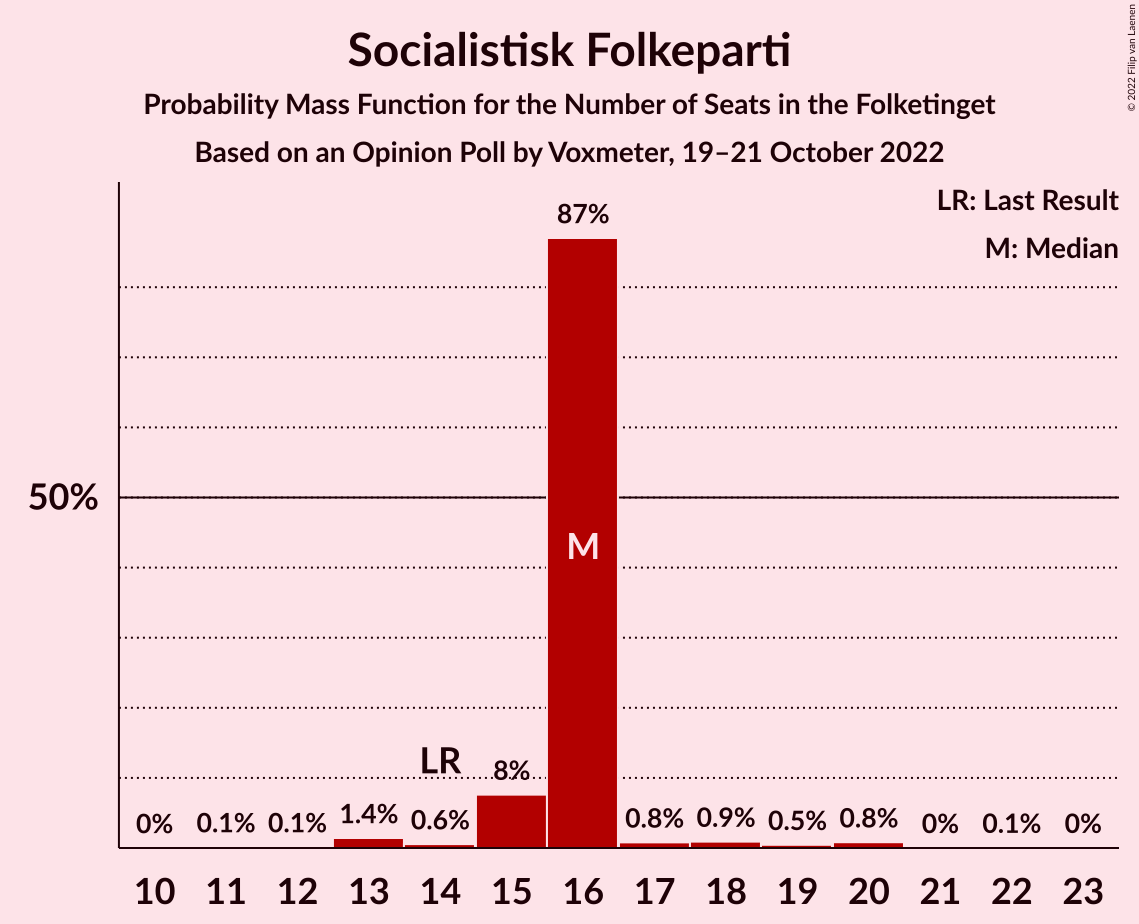 Socialistisk Folkeparti
Probability Mass Function for the Number of Seats in the Folketinget
Based on an Opinion Poll by Voxmeter, 19–21 October 2022
© 2022 Filip van Laenen
LR: Last Result
M: Median
87%
50%
M
LR
8%
0%
0.1%
0.1%
1.4%
0.6%
0.8%
0.9%
0.5%
0.8%
0%
0.1%
0%
10 11 12 13 14 15 16 17 18 19 20 21 22 23